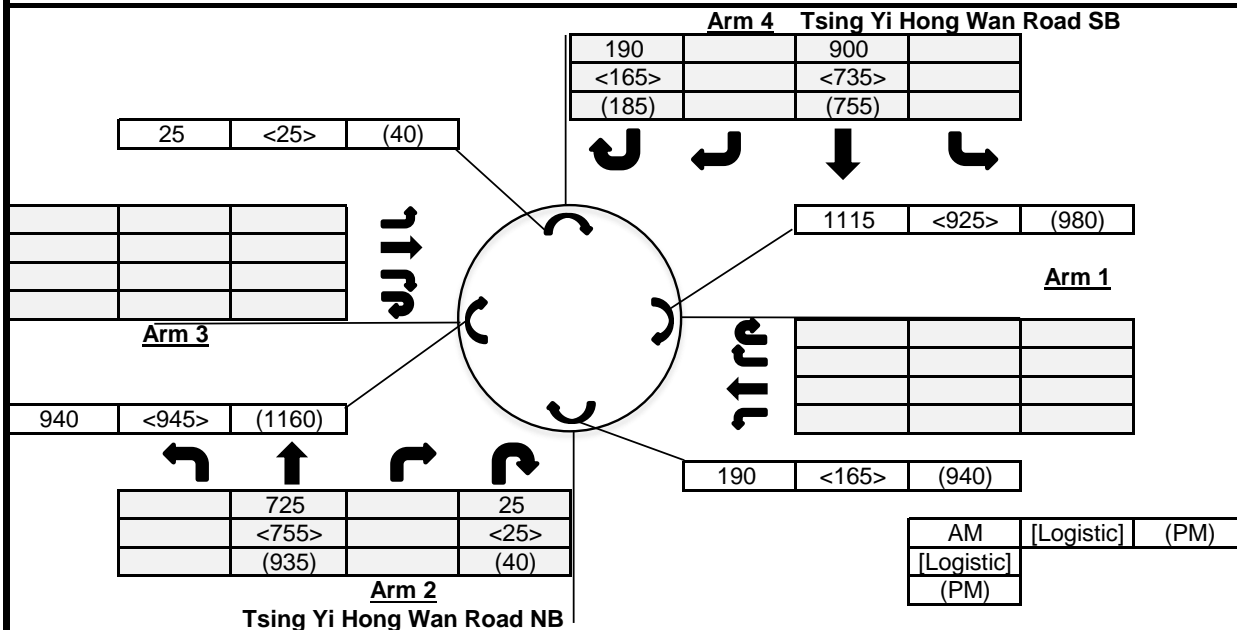 Arm 4 Tsing Yi Hong Wan Road SB
190 900
<165> <735>
(185) (755)
25 <25> (40)
1115 <925> (980)
Arm 1
Arm 3
940 <945> (1160)
190 <165> (940)
725 25
<755> <25>
(935) (40)
Arm 2
Tsing Yi Hong Wan Road NB
AM [Logistic] (PM)
[Logistic]
(PM)